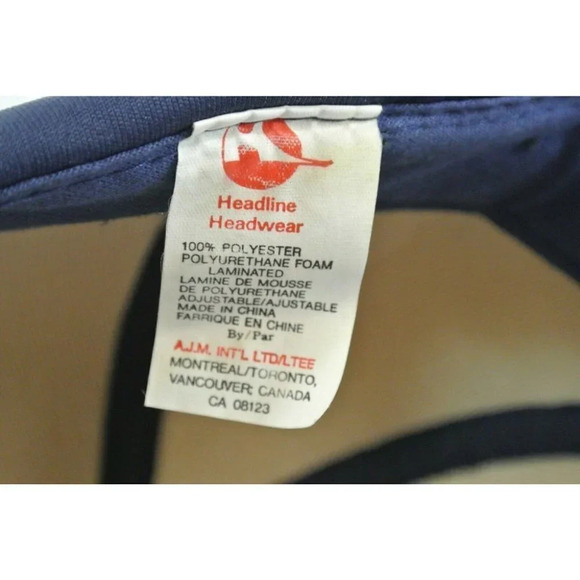 Headline
Headwear
100% POLYESTER
POLYURETHANE FOAM
LAMINATED
LAMINE DE MOUSSE
DE POLYURETHANE
ADJUSTABLE/AJUSTABLE
MADE IN CHINA
FABRIQUE EN CHINE
By/Par
A.J.M. INT'L LTD/LTEE
MONTREAL/TORONTO,
VANCOUVER, CANADA
CA 08123